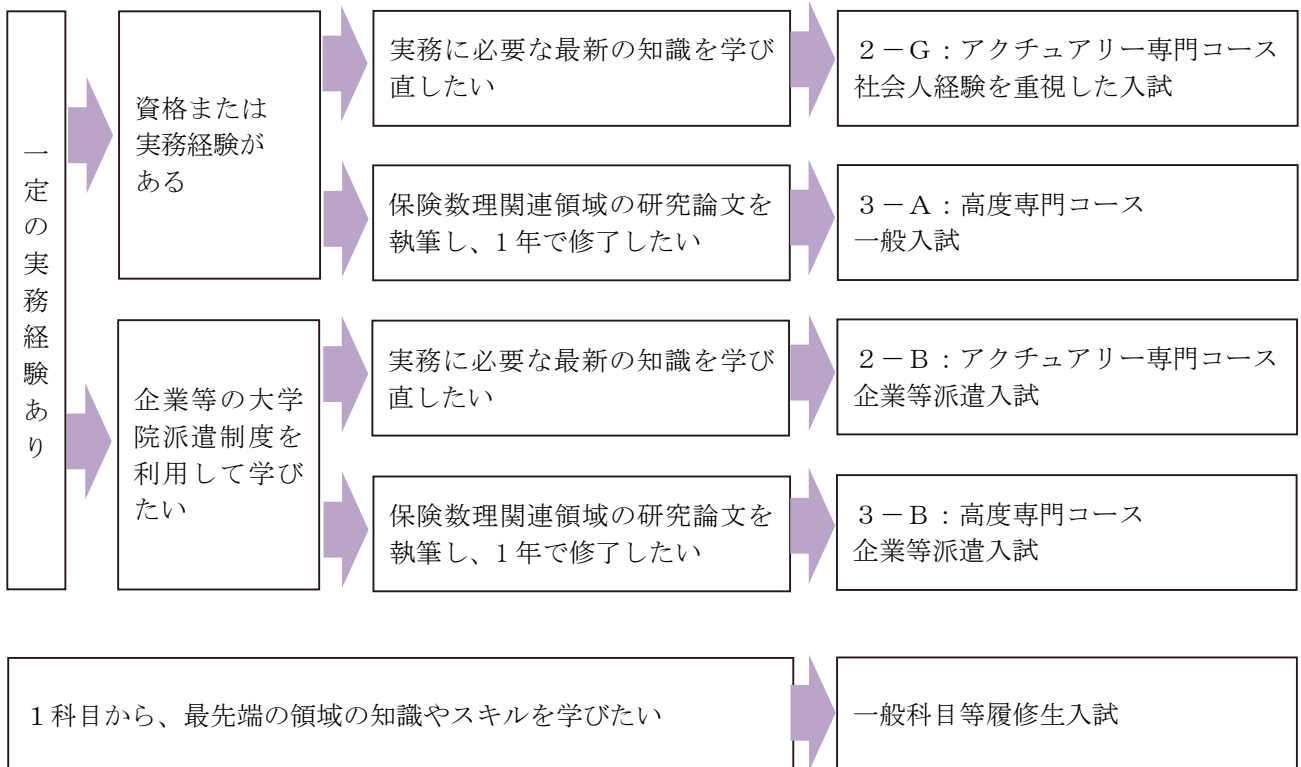 一定の実務経験あり
資格または
実務経験が
ある
実務に必要な最新の知識を学び
直したい
2－G：アクチュアリー専門コース
社会人経験を重視した入試
保険数理関連領域の研究論文を
執筆し、1年で修了したい
3－A：高度専門コース
一般入試
企業等の大学
院派遣制度を
利用して学び
たい
実務に必要な最新の知識を学び
直したい
2－B：アクチュアリー専門コース
企業等派遣入試
保険数理関連領域の研究論文を
執筆し、1年で修了したい
3－B：高度専門コース
企業等派遣入試
1科目から、最先端の領域の知識やスキルを学びたい
一般科目等履修生入試